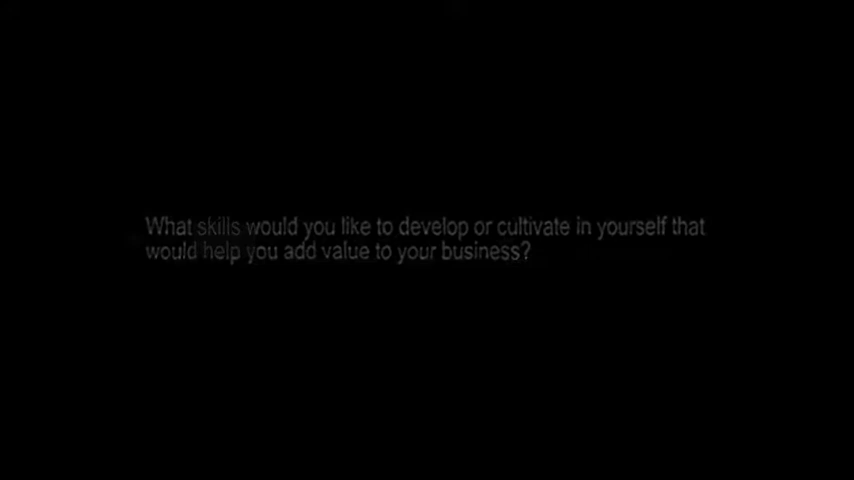 What skills would you like to develop or cultivate in yourself that
would help you add value to your business?